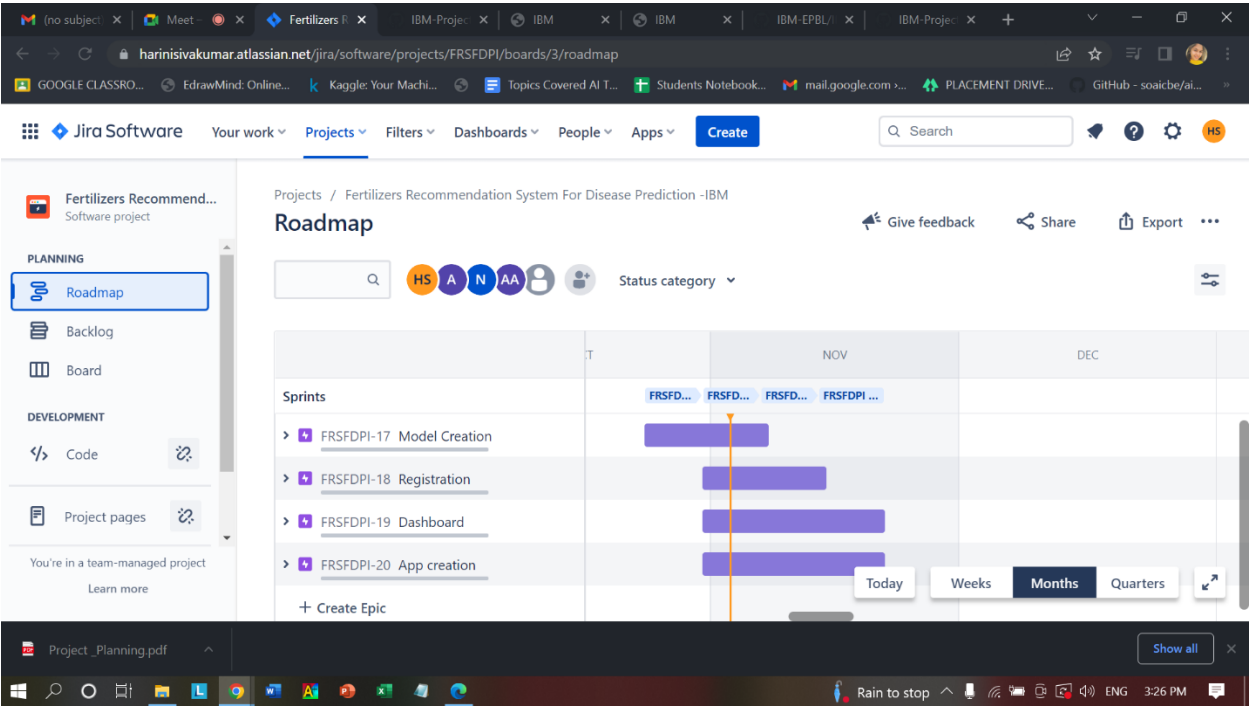 (no subject)
Meet -
Fertilizers R
IBM-Projec
IBM
IBM
IBM-EPBL/I
IBM-Projec
harinisivakumar.atlassian.net/jira/software/projects/FRSFDPI/boards/3/roadmap
GOOGLE CLASSRO...
EdrawMind: Online...
Kaggle: Your Machi...
Topics Covered AI T...
Students Notebook...
mail.google.com ›...
PLACEMENT DRIVE...
GitHub - soaicbe/ai...
»
Jira Software
Your work
Projects
Filters
Dashboards
People
Apps
Create
Search
HS
Fertilizers Recommend...
Software project
PLANNING
Roadmap
Backlog
Board
DEVELOPMENT
Code
Project pages
You're in a team-managed project
Learn more
Projects / Fertilizers Recommendation System For Disease Prediction -IBM
Roadmap
Give feedback
Share
Export
HS A N AA
Status category
T NOV DEC
Sprints
FRSFD... FRSFD... FRSFD... FRSFDPI ...
FRSFDPI-17 Model Creation
FRSFDPI-18 Registration
FRSFDPI-19 Dashboard
FRSFDPI-20 App creation
+ Create Epic
Today
Weeks
Months
Quarters
Project _Planning.pdf
Show all
Rain to stop
ENG
3:26 PM